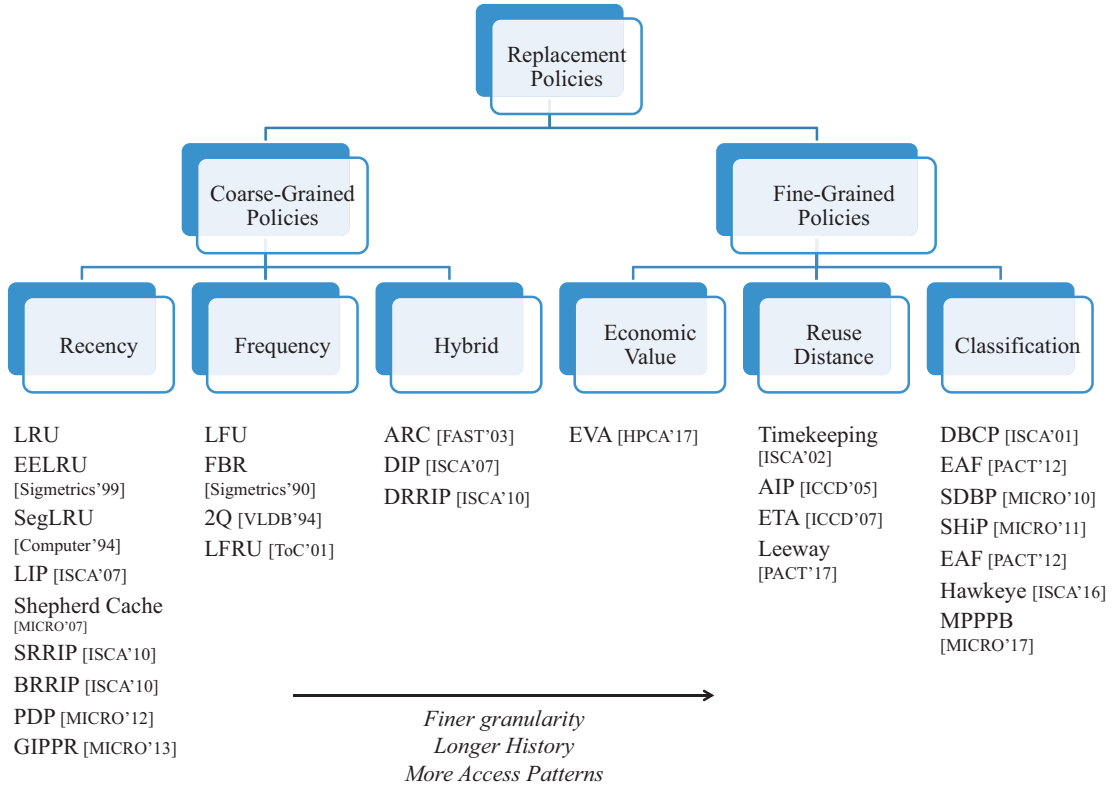 Replacement
Policies
Coarse-Grained
Policies
Fine-Grained
Policies
Recency
Frequency
Hybrid
Economic
Value
Reuse
Distance
Classification
LRU
EELRU
[Sigmetrics’99]
SegLRU
[Computer’94]
LIP [ISCA’07]
Shepherd Cache
[MICRO’07]
SRRIP [ISCA’10]
BRRIP [ISCA’10]
PDP [MICRO’12]
GIPPR [MICRO’13]
LFU
FBR
[Sigmetrics’90]
2Q [VLDB’94]
LFRU [ToC’01]
ARC [FAST’03]
DIP [ISCA’07]
DRRIP [ISCA’10]
EVA [HPCA’17]
Timekeeping
[ISCA’02]
AIP [ICCD’05]
ETA [ICCD’07]
Leeway
[PACT’17]
DBCP [ISCA’01]
EAF [PACT’12]
SDBP [MICRO’10]
SHiP [MICRO’11]
EAF [PACT’12]
Hawkeye [ISCA’16]
MPPPB
[MICRO’17]
Finer granularity
Longer History
More Access Patterns